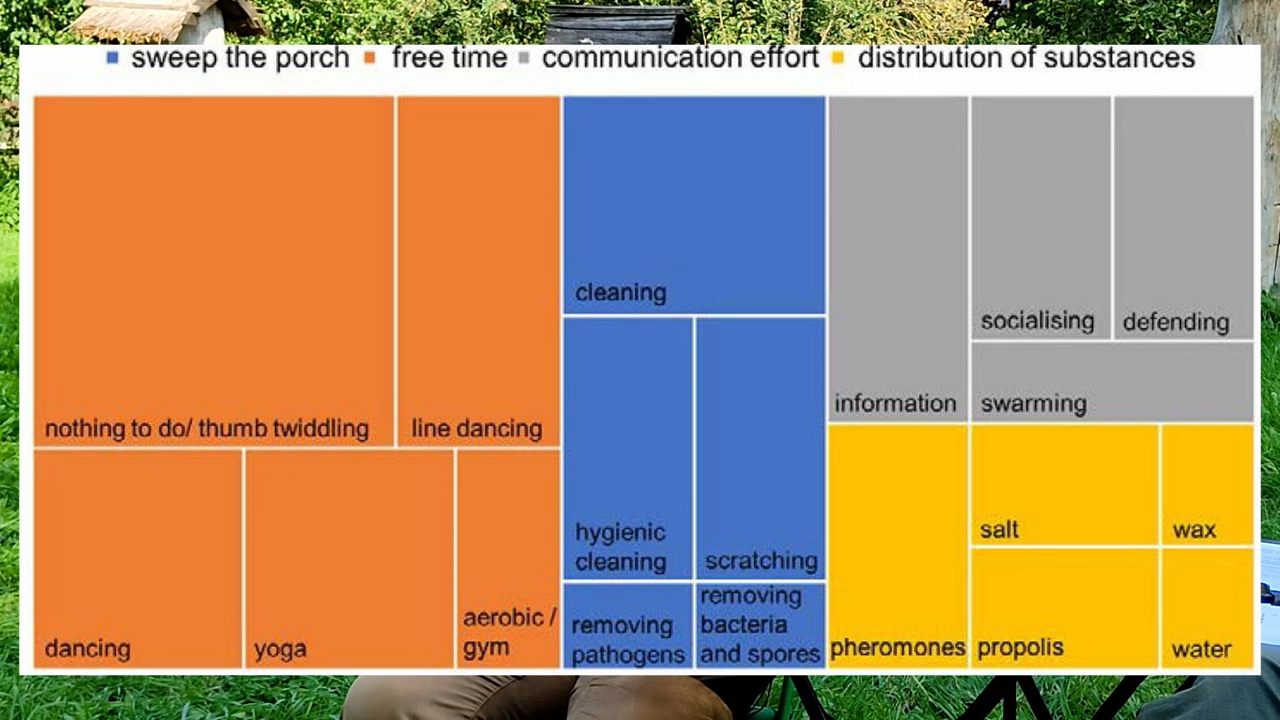 sweep the porch free time communication effort distribution of substances
nothing to do/ thumb twiddling
line dancing
dancing
yoga
aerobic /
gym
cleaning
hygienic
cleaning
scratching
removing
pathogens
removing
bacteria
and spores
information
socialising
defending
swarming
pheromones
salt
wax
propolis
water